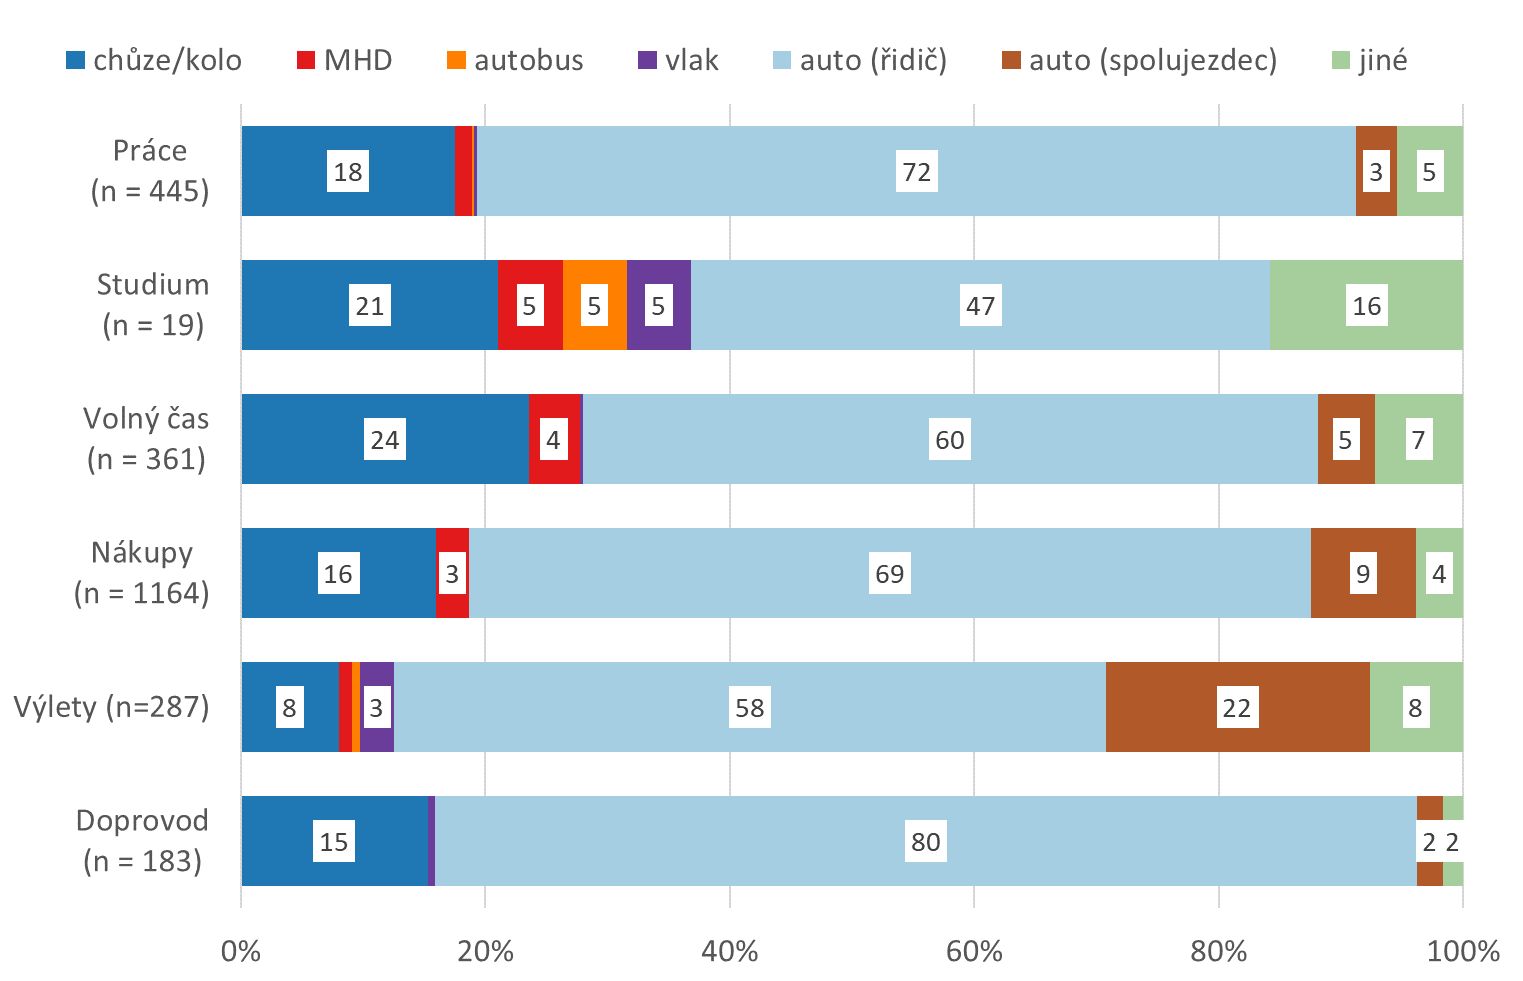 chůze/kolo MHD autobus vlak auto (řidič) auto (spolujezdec) jiné
Práce
(n = 445)
18 72 3 5
Studium
(n = 19)
21 5 5 5 47 16
Volný čas
(n = 361)
24 4 60 5 7
Nákupy
(n = 1164)
16 3 69 9 4
Výlety (n=287)
8 3 58 22 8
Doprovod
(n = 183)
15 80 2 2
0% 20% 40% 60% 80% 100%